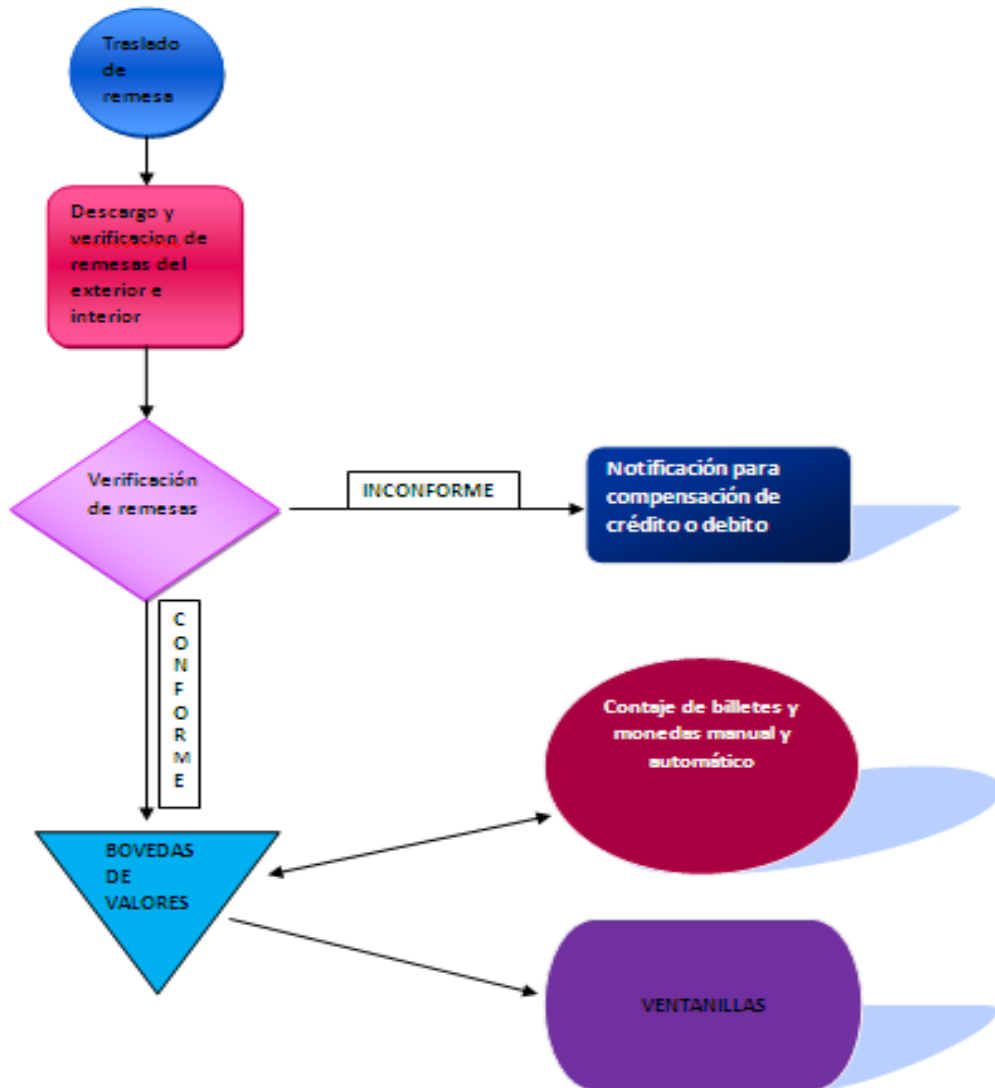 Traslado
de
remesa
Descargo y
verificacion de
remesas del
exterior e
interior
Verificación
de remesas
INCONFORME
Notificación para
compensación de
crédito o debito
C
O
N
F
O
R
M
E
Contaje de billetes y
monedas manual y
automático
BOVEDAS
DE
VALORES
VENTANILLAS